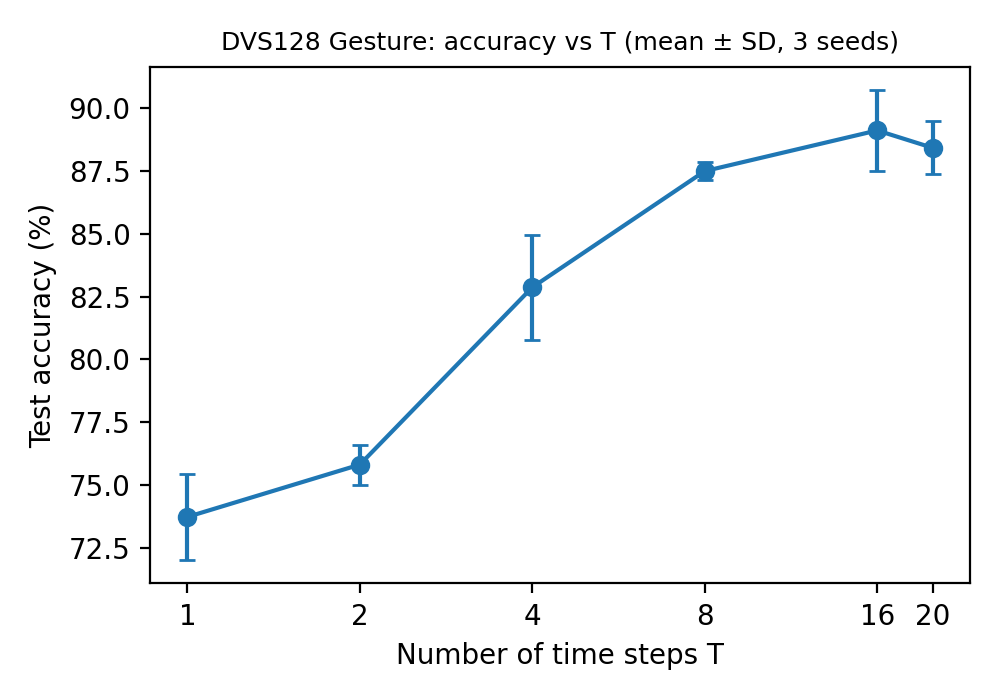 DVS128 Gesture: accuracy vs T (mean ± SD, 3 seeds)
Test accuracy (%)
90.0
87.5
85.0
82.5
80.0
77.5
75.0
72.5
1 2 4 8 16 20
Number of time steps T